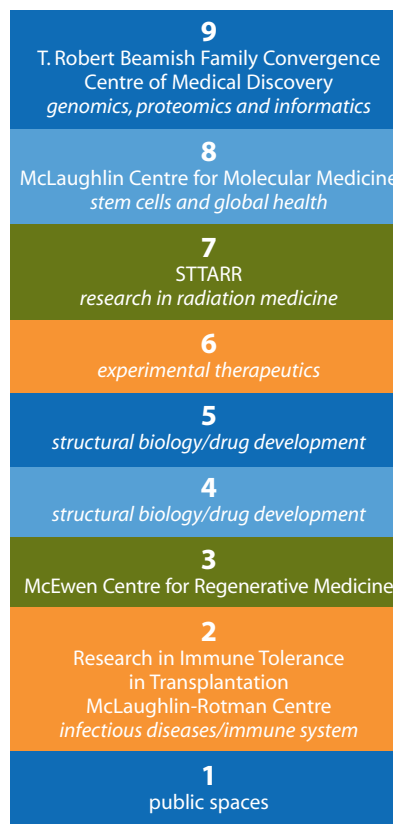 9
T. Robert Beamish Family Convergence
Centre of Medical Discovery
genomics, proteomics and informatics
8
McLaughlin Centre for Molecular Medicine
stem cells and global health
7
STTARR
research in radiation medicine
6
experimental therapeutics
5
structural biology/drug development
4
structural biology/drug development
3
McEwen Centre for Regenerative Medicine
2
Research in Immune Tolerance
in Transplantation
McLaughlin-Rotman Centre
infectious diseases/immune system
1
public spaces